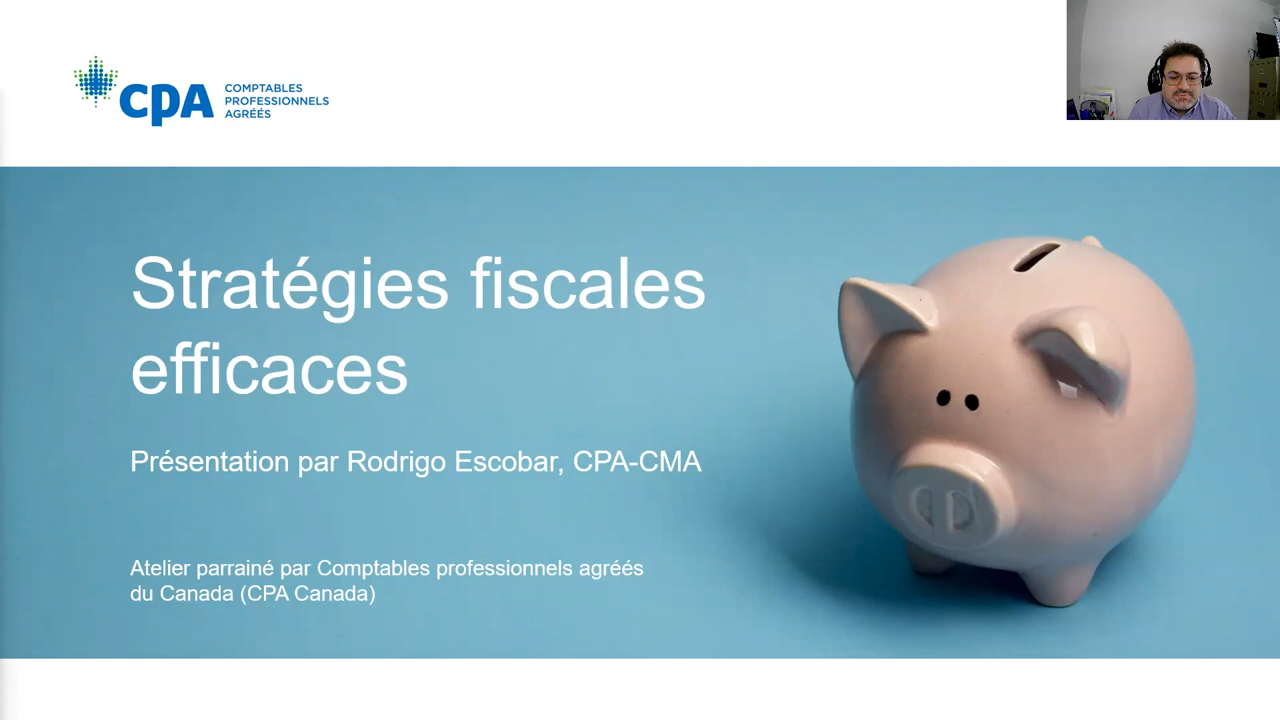 CPA
COMPTABLES
PROFESSIONNELS
AGRÉÉS
Stratégies fiscales
efficaces
Présentation par Rodrigo Escobar, CPA-CMA
Atelier parrainé par Comptables professionnels agréés
du Canada (CPA Canada)